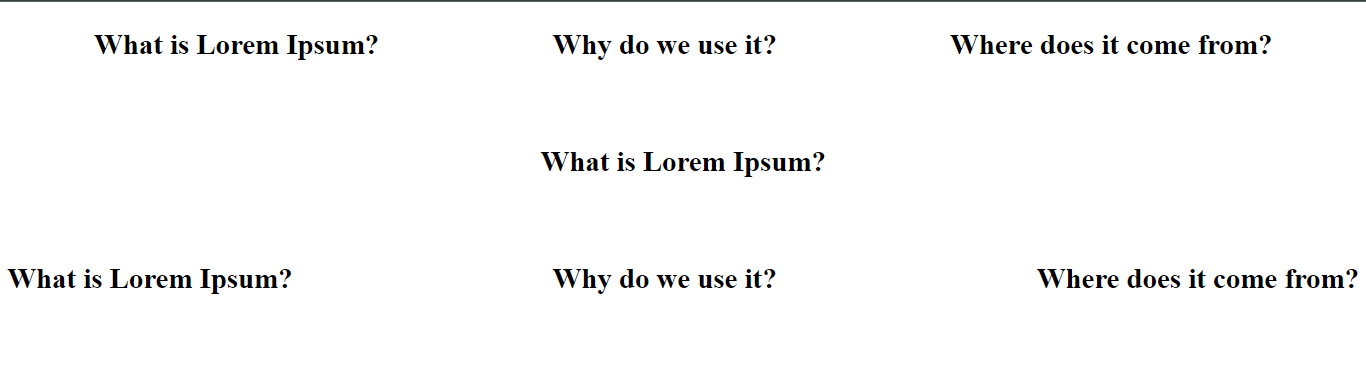 What is Lorem Ipsum? Why do we use it? Where does it come from?
What is Lorem Ipsum?
What is Lorem Ipsum? Why do we use it? Where does it come from?